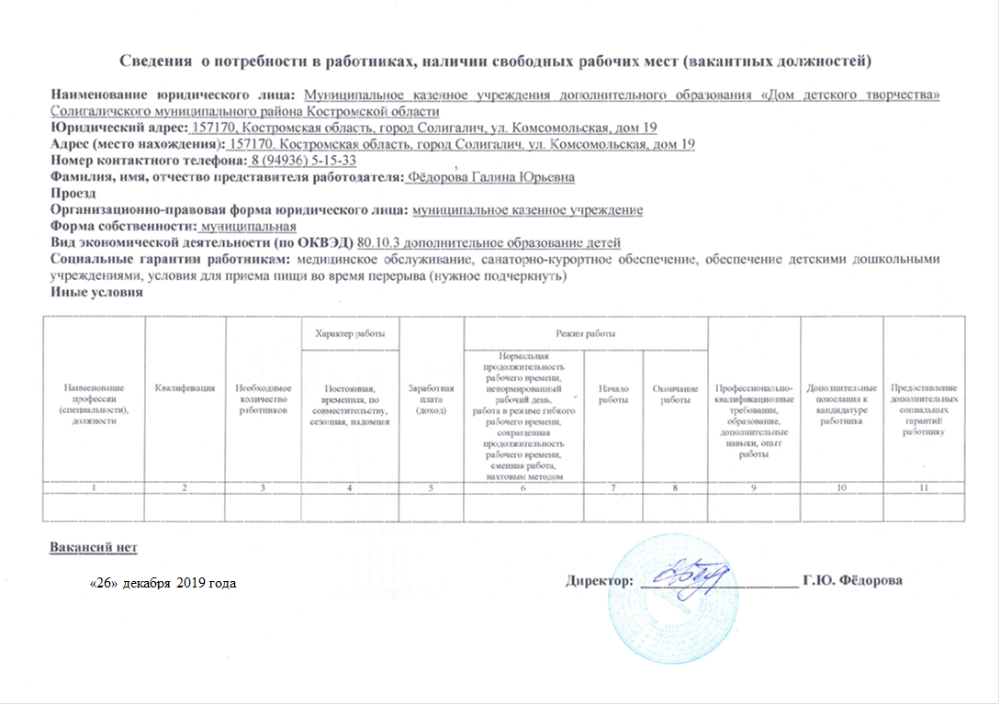 Сведения о потребности в работниках, наличии свободных рабочих мест (вакантных должностей)
Наименование юридического лица: Муниципальное казенное учреждения дополнительного образования «Дом детского творчества»
Солигаличского муниципального района Костромской области
Юридический адрес: 157170, Костромская область, город Солигалич, ул. Комсомольская, дом 19
Адрес (место нахождения): 157170, Костромская область, город Солигалич, ул. Комсомольская, дом 19
Номер контактного телефона: 8 (94936) 5-15-33
Фамилия, имя, отчество представителя работодателя: Фёдорова Галина Юрьевна
Проезд
Организационно-правовая форма юридического лица: муниципальное казенное учреждение
Форма собственности: муниципальная
Вид экономической деятельности (по ОКВЭД) 80.10.3 дополнительное образование детей
Социальные гарантии работникам: медицинское обслуживание, санаторно-курортное обеспечение, обеспечение детскими дошкольными
учреждениями, условия для приема пищи во время перерыва (нужное подчеркнуть)
Иные условия
Наименование
профессии
(специальности),
должности
Квалификация
Необходимое
количество
работников
Характер работы
Постоянная,
временная, по
совместительству,
сезонная, надомная
Заработная
плата
(доход)
Режим работы
Нормальная
продолжительность
рабочего времени,
ненормированный
рабочий день,
работа в режиме гибкого
рабочего времени,
сокращенная
продолжительность
рабочего времени,
сменная работа,
вахтовым методом
Начало
работы
Окончание
работы
Профессионально-
квалификационные
требования,
образование,
дополнительные
навыки, опыт
работы
Дополнительные
пожелания к
кандидатуре
работника
Предоставление
дополнительных
социальных
гарантий
работнику
1 2 3 4 5 6 7 8 9 10 11
Вакансий нет
«26» декабря 2019 года
Директор: Г.Ю. Фёдорова